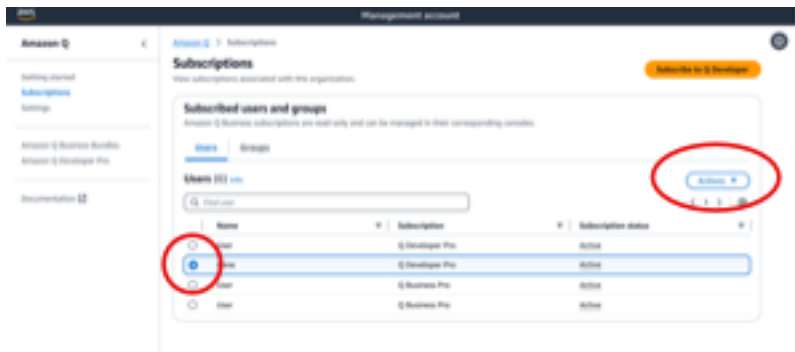 aws
Management account
Amazon Q
Amazon Q > Subscriptions
Subscriptions
View subscriptions associated with this organization.
Subscribe to Q Developer
Getting started
Subscriptions
Settings
Amazon Q Business Bundles
Amazon Q Developer Pro
Documentation
Subscribed users and groups
Amazon Q Business subscriptions are read-only and can be managed in their corresponding consoles.
Users Groups
Users (6) Info
Actions
Find user
1
Name Subscription Subscription status
User Q Developer Pro Active
Q Developer Pro Active
User Q Business Pro Active
User Q Business Pro Active